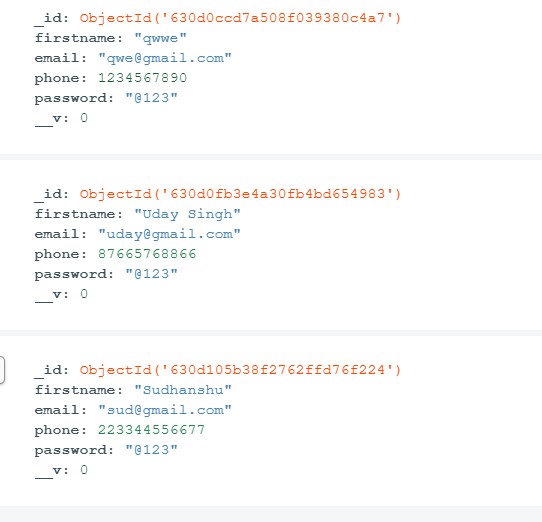 _id: ObjectId('630d0ccd7a508f039380c4a7')
firstname: "qwwe"
email: "qwe@gmail.com"
phone: 1234567890
password: "@123"
__v: 0
_id: ObjectId('630d0fb3e4a30fb4bd654983')
firstname: "Uday Singh"
email: "uday@gmail.com"
phone: 87665768866
password: "@123"
__v: 0
_id: ObjectId('630d105b38f2762ffd76f224')
firstname: "Sudhanshu"
email: "sud@gmail.com"
phone: 223344556677
password: "@123"
__v: 0